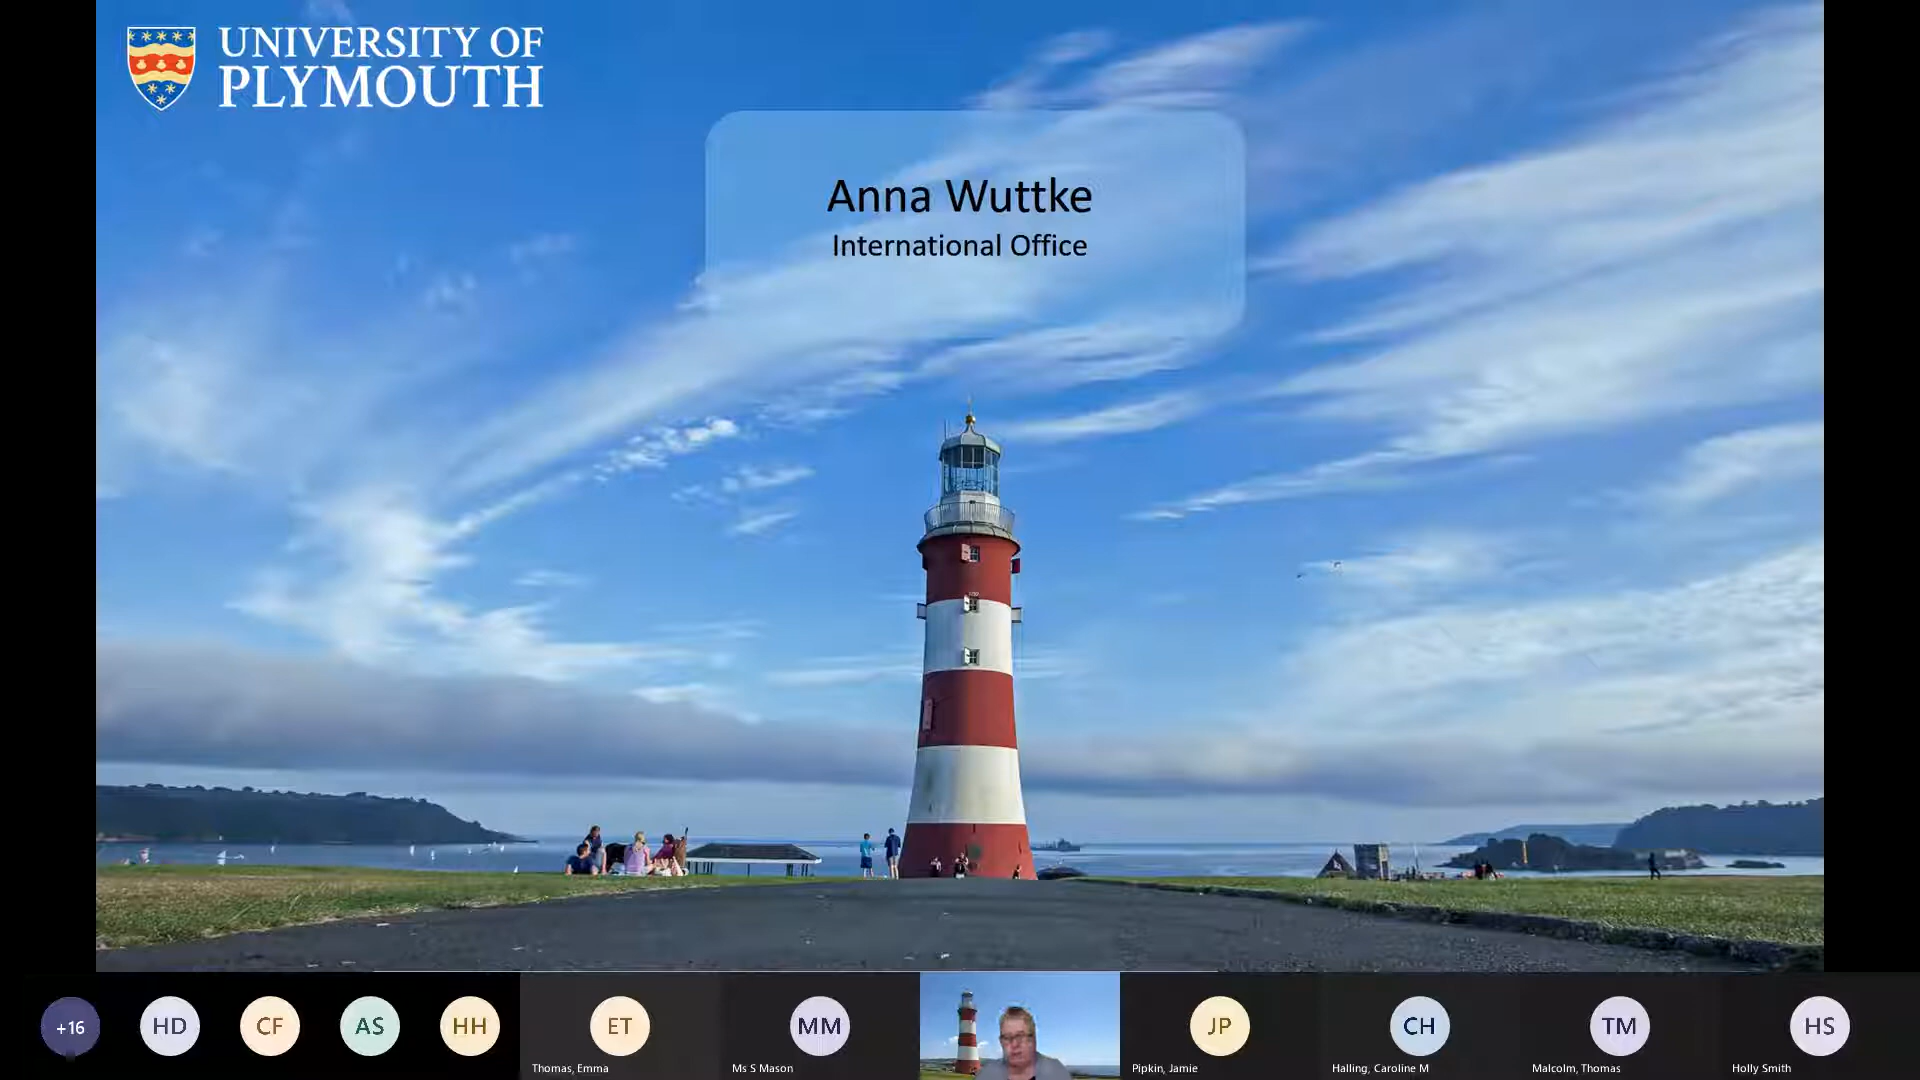 UNIVERSITY OF
PLYMOUTH
Anna Wuttke
International Office
+16
HD
CF
AS
HH
ET
MM
JP
CH
TM
HS
Thomas, Emma
Ms S Mason
Pipkin, Jamie
Halling, Caroline M
Malcolm, Thomas
Holly Smith